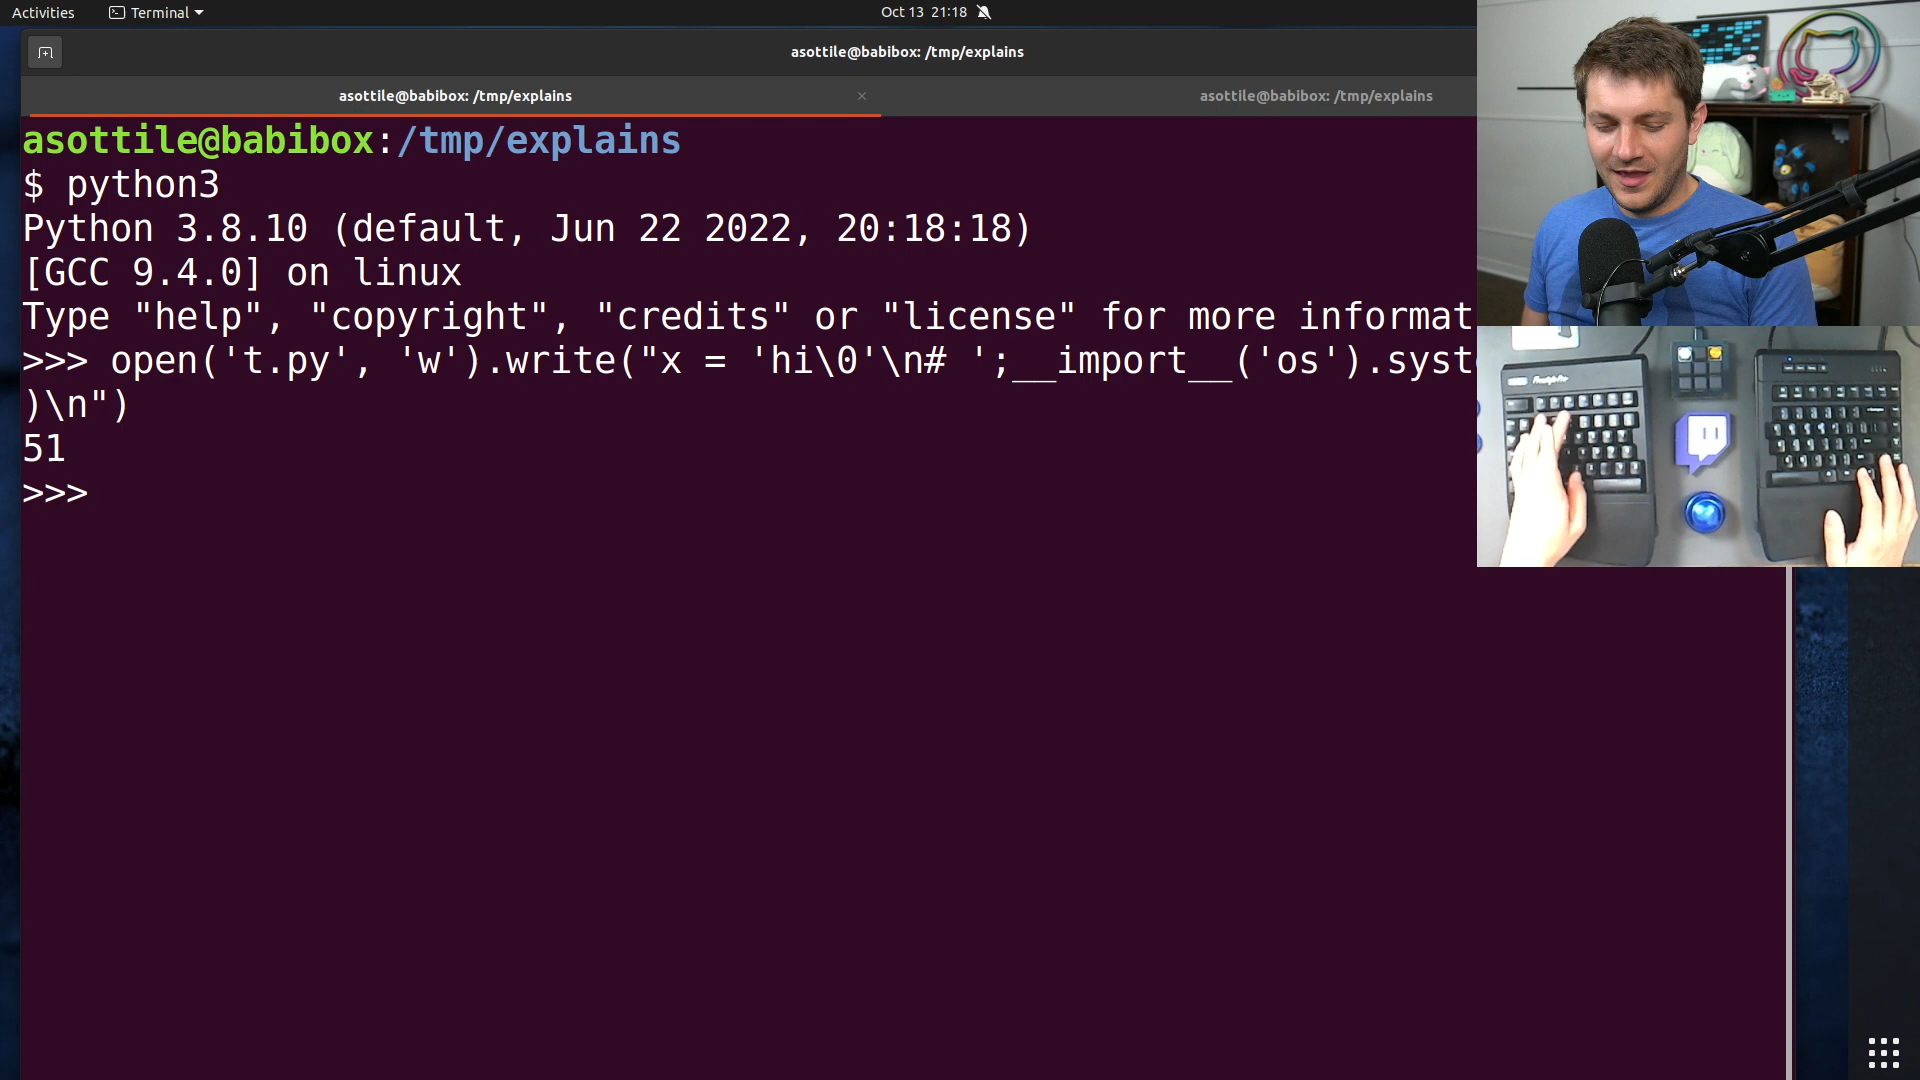 Activities
Terminal
Oct 13 21:18
asottile@babibox: /tmp/explains
asottile@babibox: /tmp/explains ×
asottile@babibox: /tmp/explains
asottile@babibox:/tmp/explains
$ python3
Python 3.8.10 (default, Jun 22 2022, 20:18:18)
[GCC 9.4.0] on linux
Type "help", "copyright", "credits" or "license" for more informat
>>> open('t.py', 'w').write("x = 'hi\0'\n# ';__import__('os').syst
)\n")
51
>>>